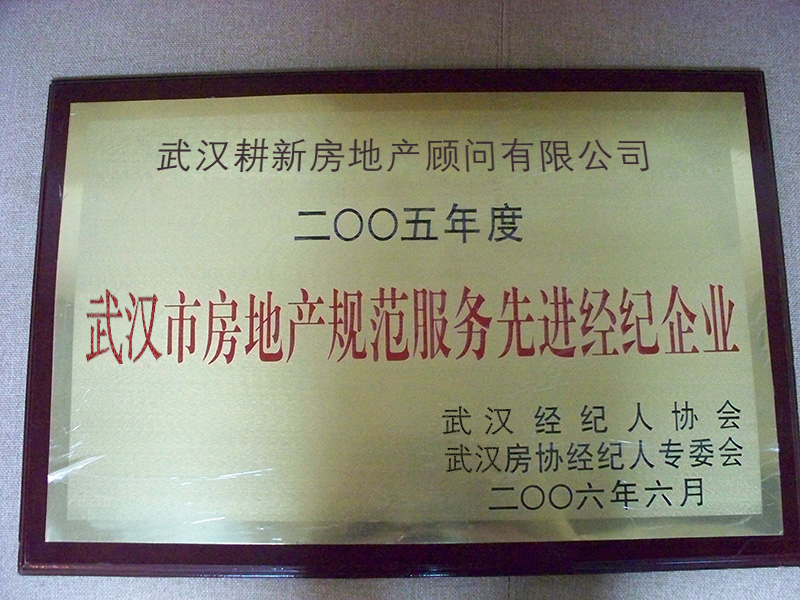 武汉耕新房地产顾问有限公司
二〇〇五年度
武汉市房地产规范服务先进经纪企业
武汉经纪人协会
武汉房协经纪人专委会
二〇〇六年六月